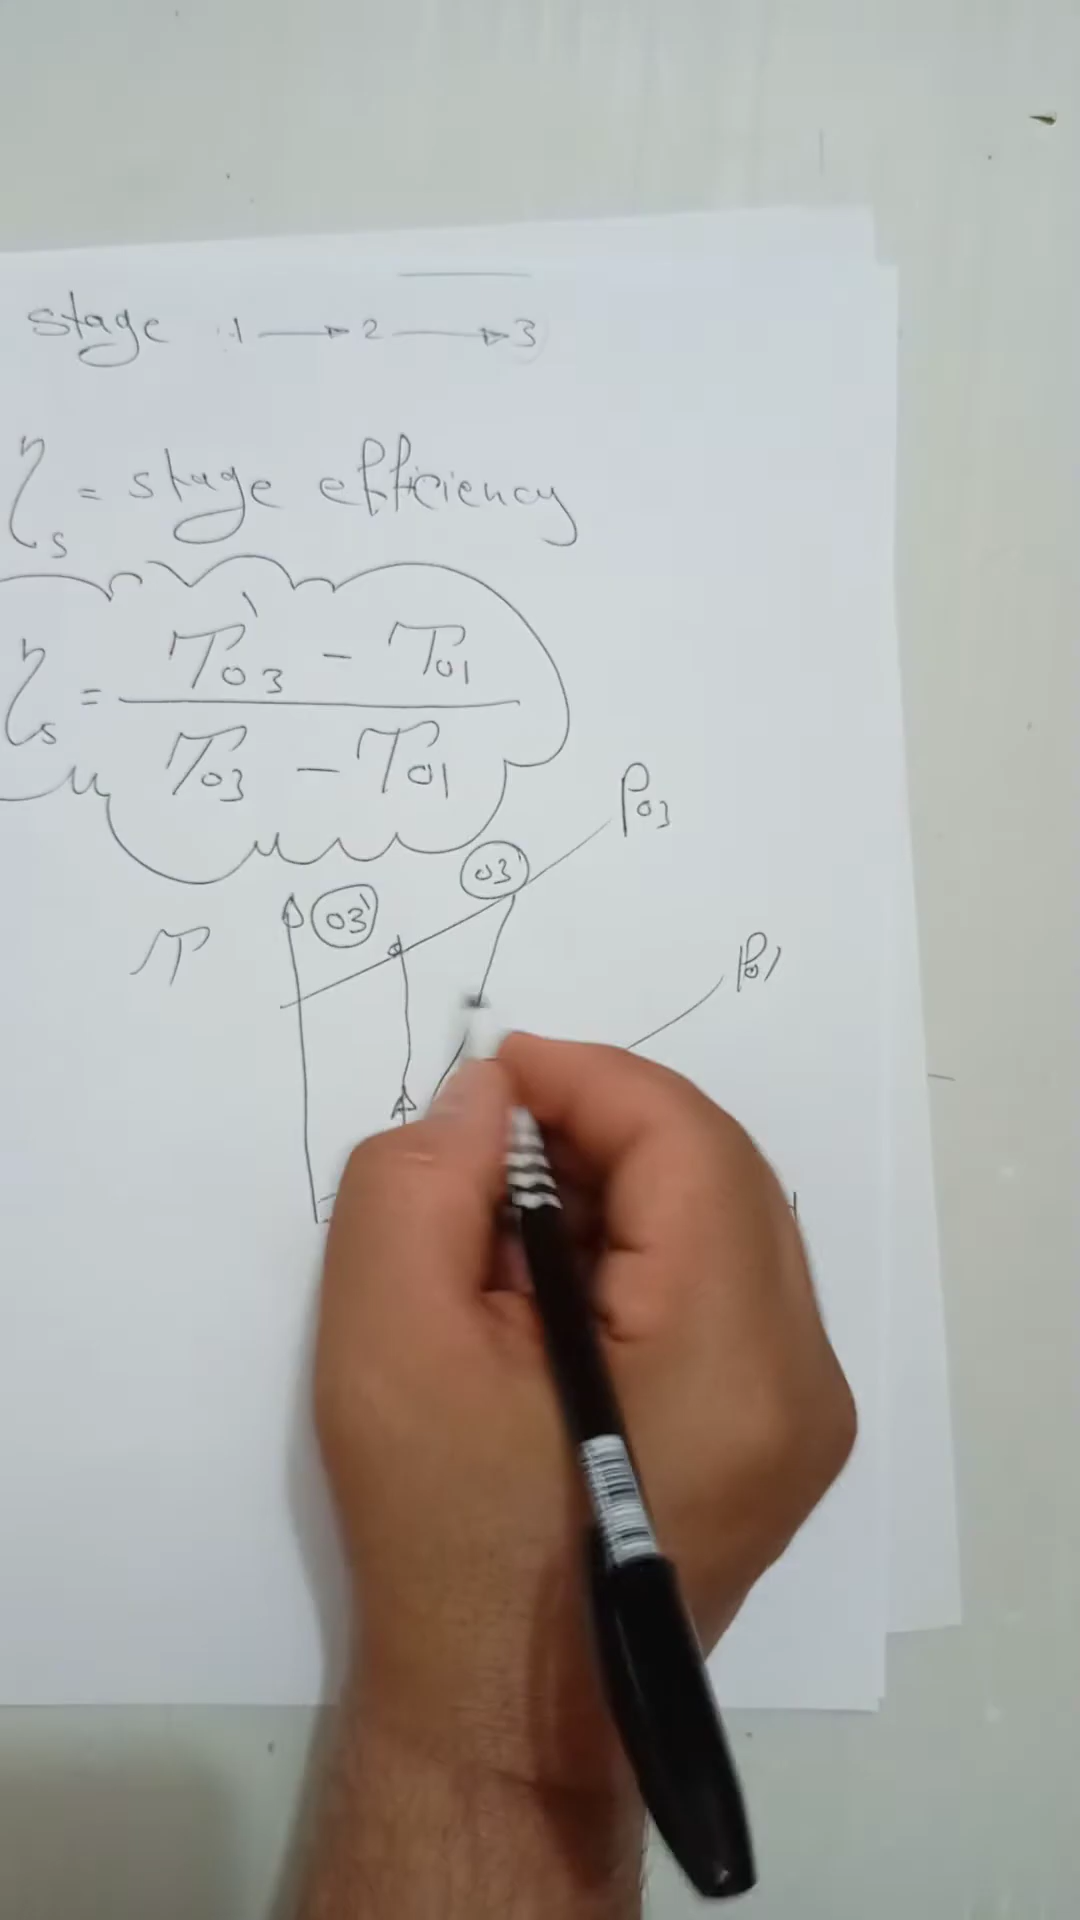 stage 1 → 2 → 3
η_s = stage efficiency
η_s = (T'03 - T01) / (T03 - T01)
P03
03'
03'
T
P01